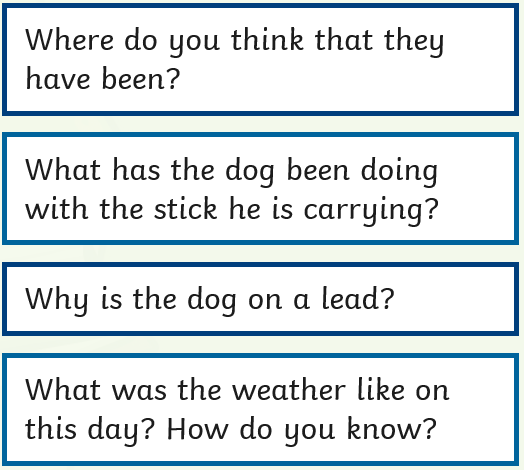 Where do you think that they
have been?
What has the dog been doing
with the stick he is carrying?
Why is the dog on a lead?
What was the weather like on
this day? How do you know?